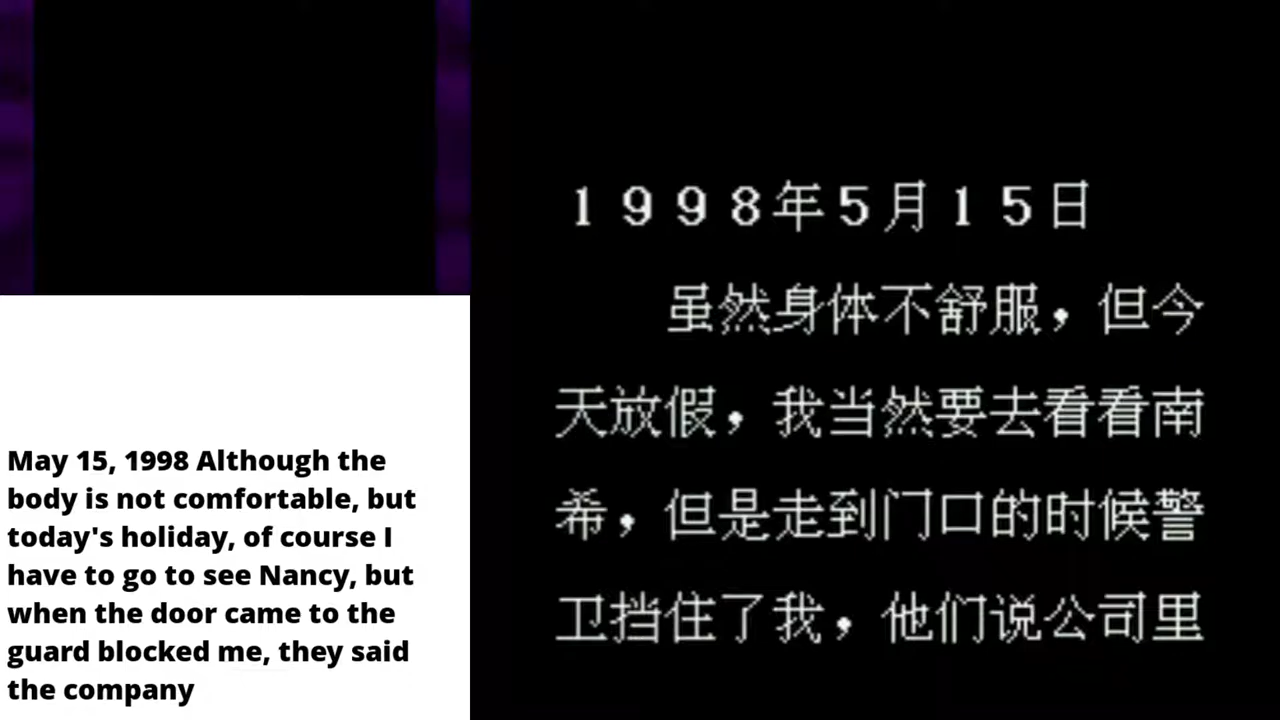 May 15, 1998 Although the
body is not comfortable, but
today's holiday, of course I
have to go to see Nancy, but
when the door came to the
guard blocked me, they said
the company
1998年5月15日
虽然身体不舒服，但今
天放假，我当然要去看看南
希，但是走到门口的时候警
卫挡住了我，他们说公司里